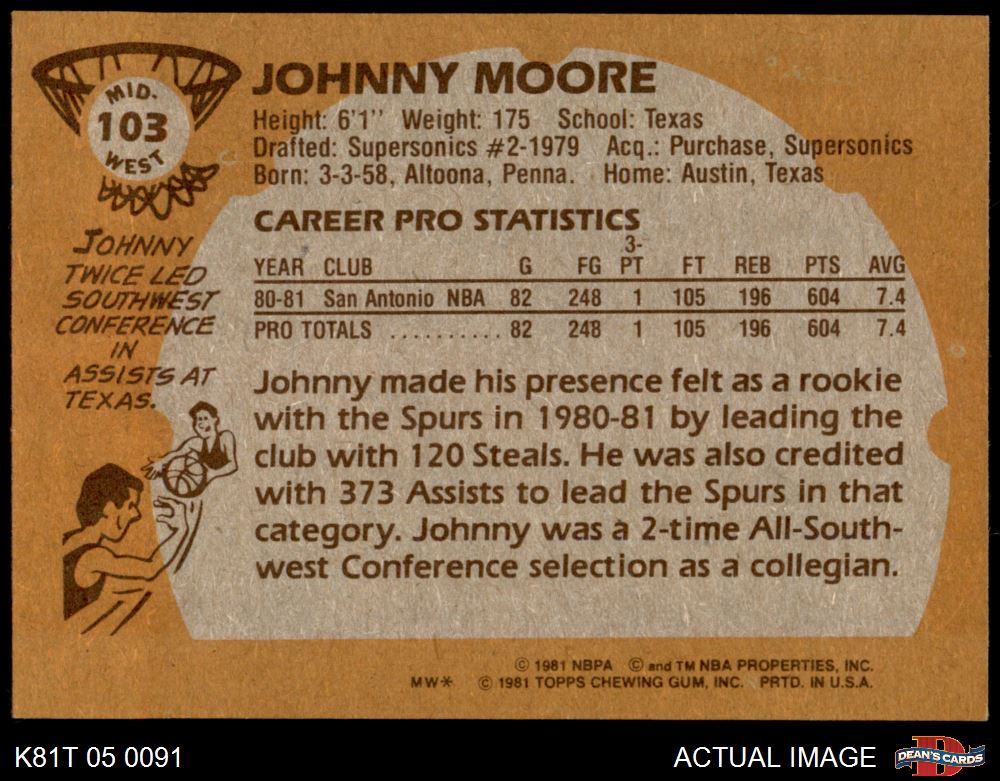 MID-
103
WEST
JOHNNY MOORE
Height: 6'1" Weight: 175 School: Texas
Drafted: Supersonics #2-1979 Acq.: Purchase, Supersonics
Born: 3-3-58, Altoona, Penna. Home: Austin, Texas
JOHNNY
TWICE LED
SOUTHWEST
CONFERENCE
IN
ASSISTS AT
TEXAS.
CAREER PRO STATISTICS
YEAR CLUB G FG 3-PT FT REB PTS AVG
80-81 San Antonio NBA 82 248 1 105 196 604 7.4
PRO TOTALS .......... 82 248 1 105 196 604 7.4
Johnny made his presence felt as a rookie
with the Spurs in 1980-81 by leading the
club with 120 Steals. He was also credited
with 373 Assists to lead the Spurs in that
category. Johnny was a 2-time All-South-
west Conference selection as a collegian.
© 1981 NBPA © and TM NBA PROPERTIES, INC.
MW* © 1981 TOPPS CHEWING GUM, INC. PRTD. IN U.S.A.
K81T 05 0091
ACTUAL IMAGE
D
DEAN'S CARDS